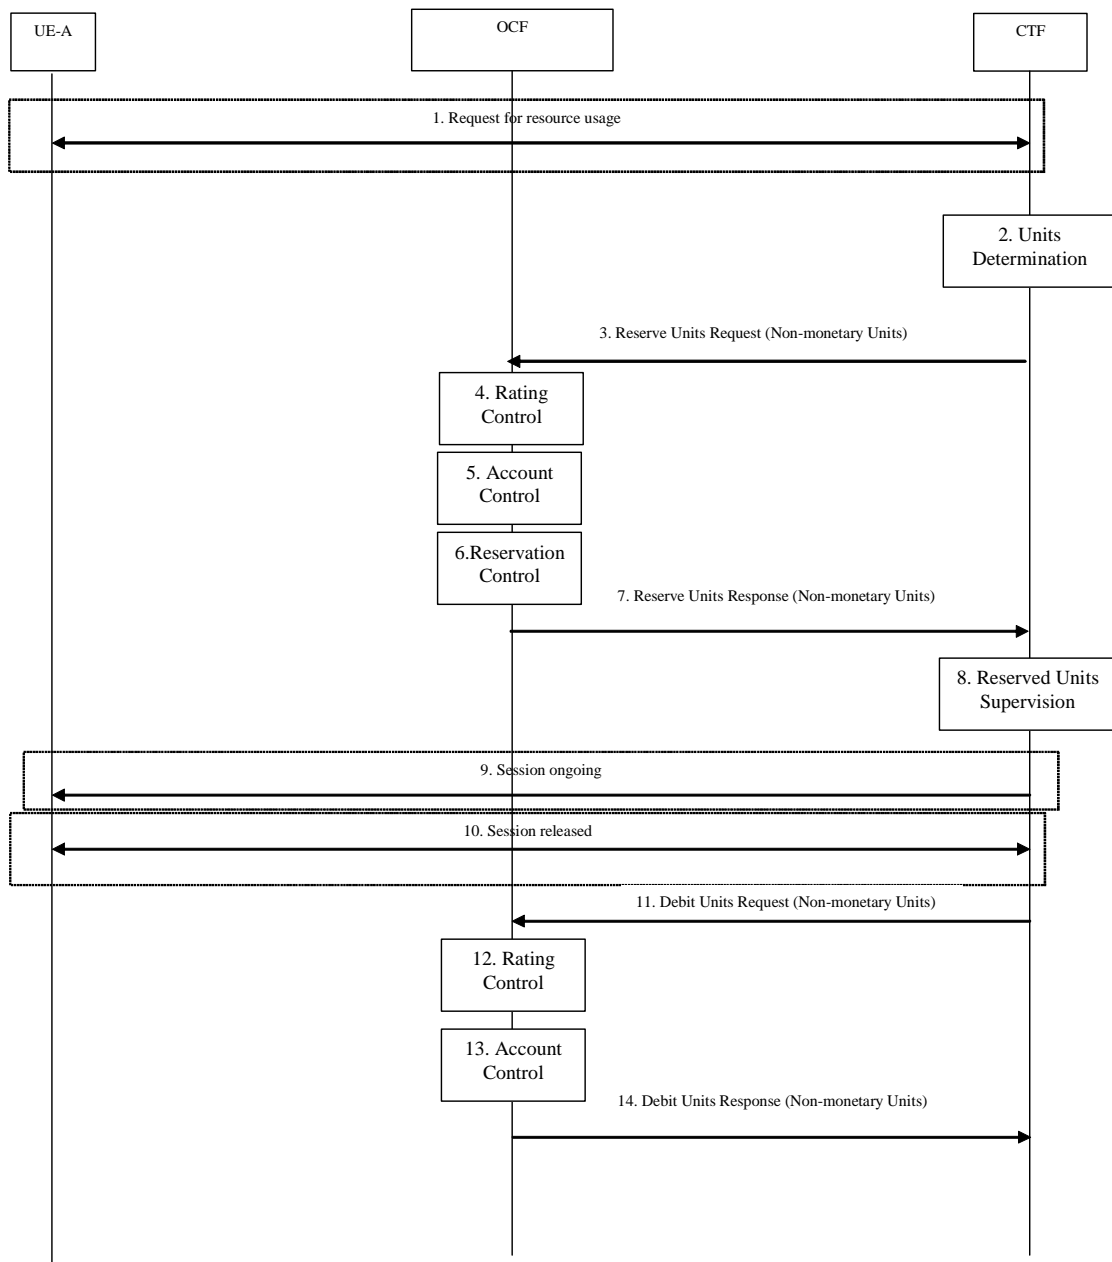 UE-A
OCF
CTF
1. Request for resource usage
2. Units
Determination
3. Reserve Units Request (Non-monetary Units)
4. Rating
Control
5. Account
Control
6.Reservation
Control
7. Reserve Units Response (Non-monetary Units)
8. Reserved Units
Supervision
9. Session ongoing
10. Session released
11. Debit Units Request (Non-monetary Units)
12. Rating
Control
13. Account
Control
14. Debit Units Response (Non-monetary Units)